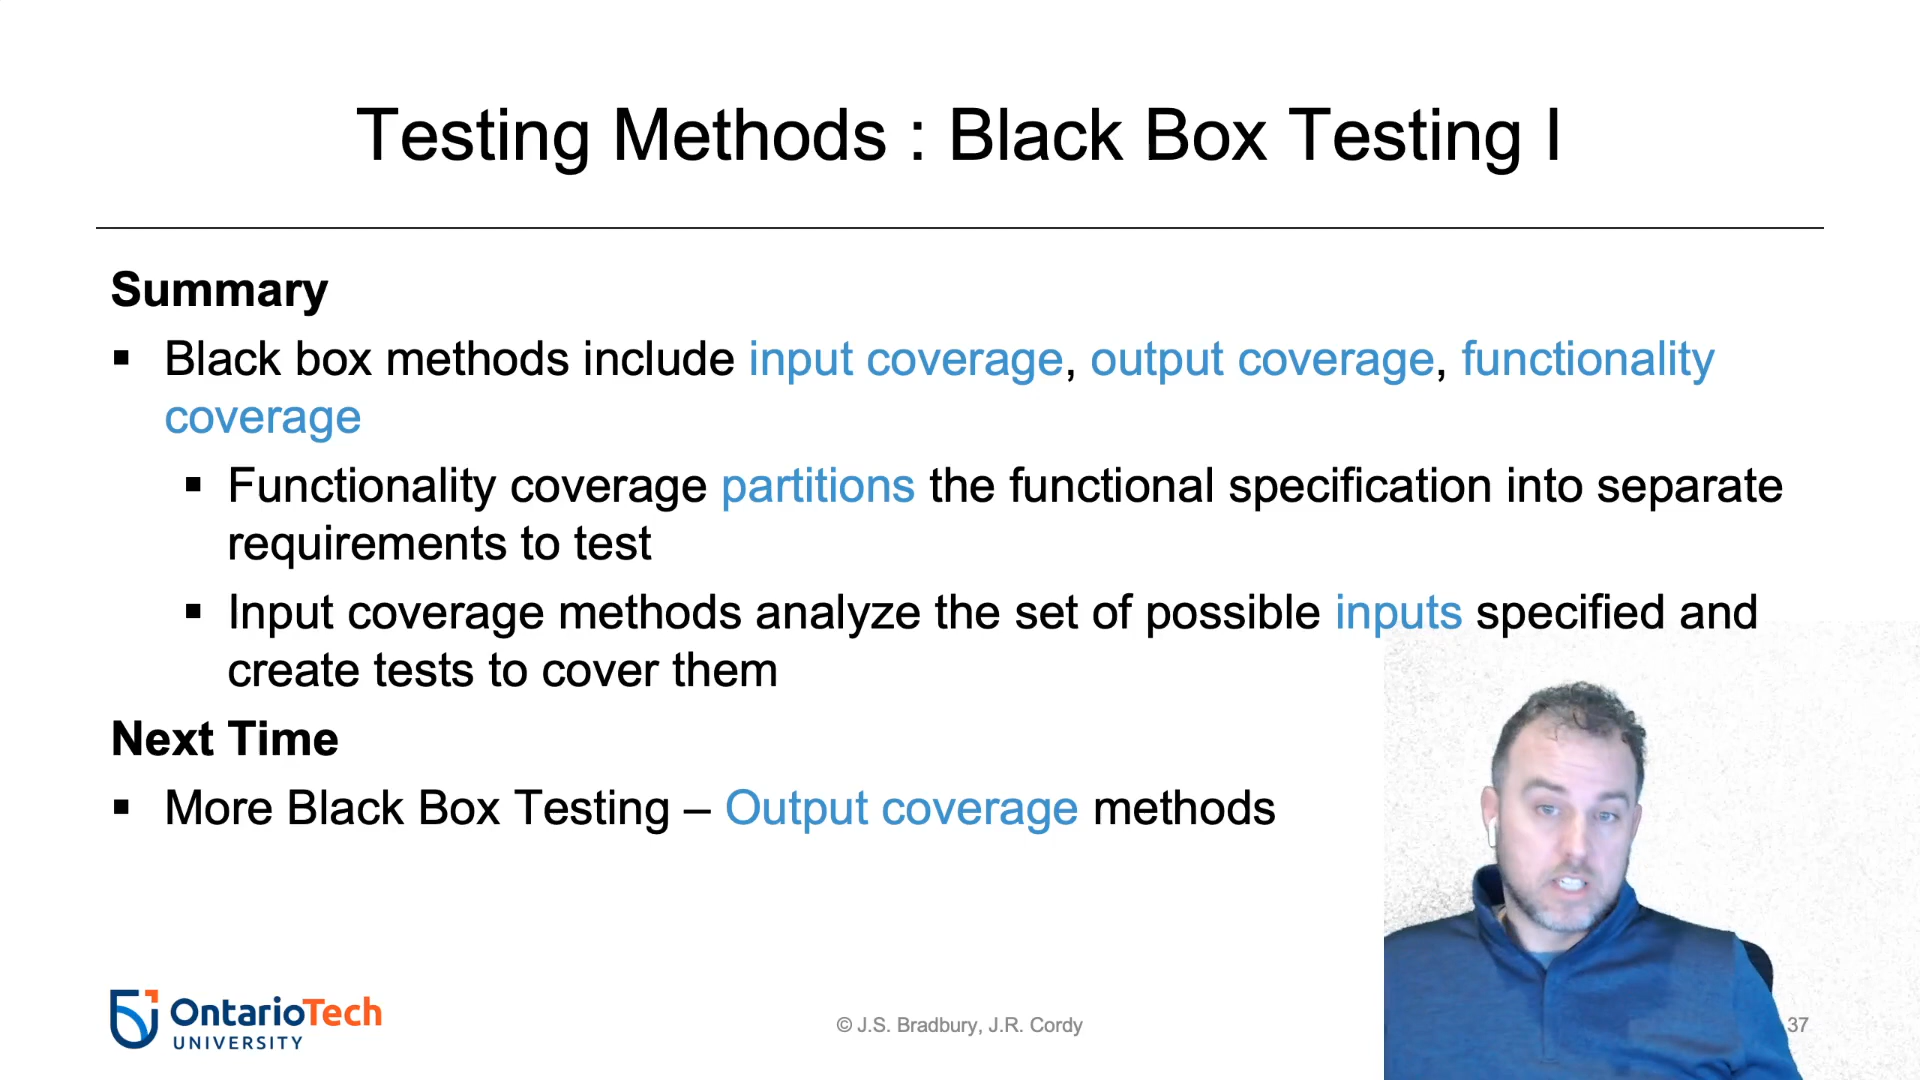 Testing Methods : Black Box Testing I
Summary
▪ Black box methods include input coverage, output coverage, functionality
coverage
▪ Functionality coverage partitions the functional specification into separate
requirements to test
▪ Input coverage methods analyze the set of possible inputs specified and
create tests to cover them
Next Time
▪ More Black Box Testing – Output coverage methods
OntarioTech
UNIVERSITY
© J.S. Bradbury, J.R. Cordy
37